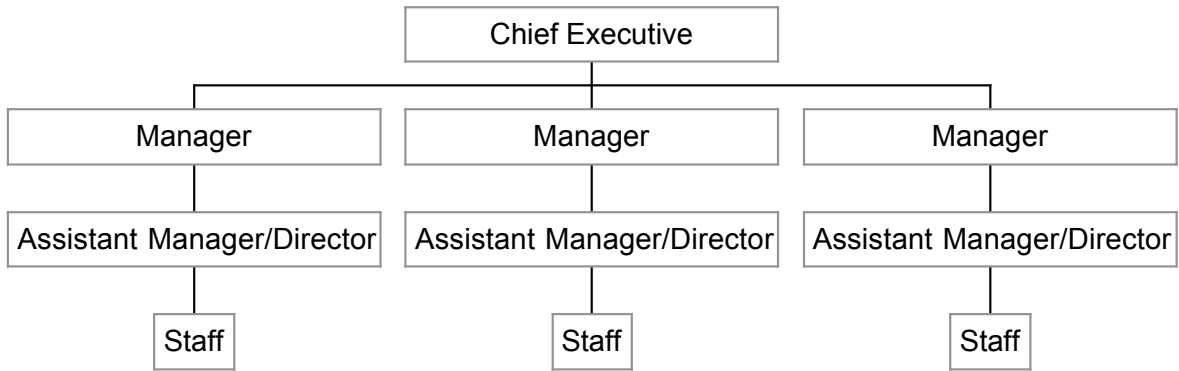 Chief Executive
Manager
Manager
Manager
Assistant Manager/Director
Assistant Manager/Director
Assistant Manager/Director
Staff
Staff
Staff